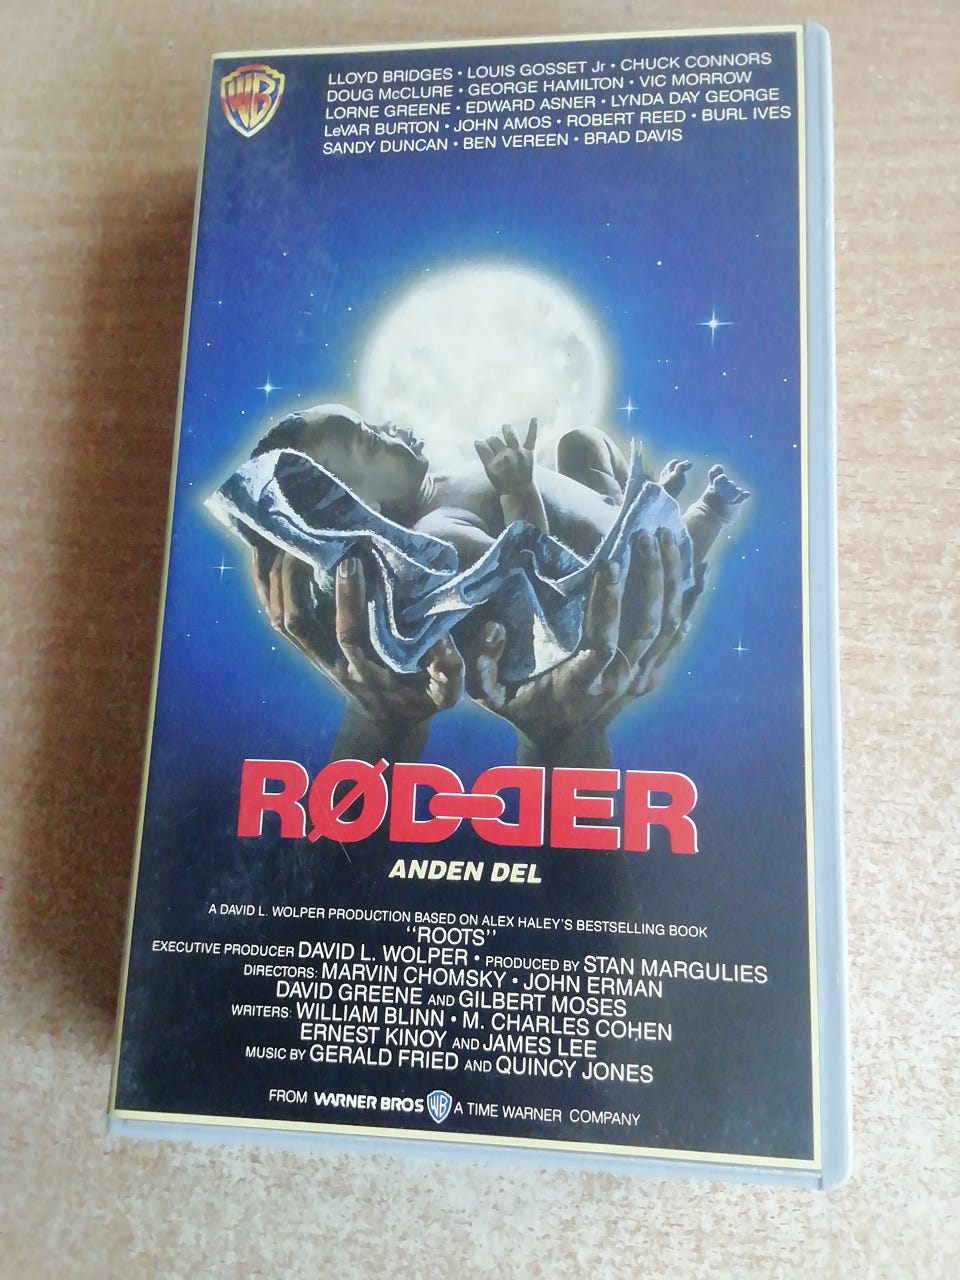 WB
LLOYD BRIDGES • LOUIS GOSSET Jr • CHUCK CONNORS
DOUG McCLURE • GEORGE HAMILTON • VIC MORROW
LORNE GREENE • EDWARD ASNER • LYNDA DAY GEORGE
LeVAR BURTON • JOHN AMOS • ROBERT REED • BURL IVES
SANDY DUNCAN • BEN VEREEN • BRAD DAVIS
RØDDER
ANDEN DEL
A DAVID L. WOLPER PRODUCTION BASED ON ALEX HALEY'S BESTSELLING BOOK
''ROOTS''
EXECUTIVE PRODUCER DAVID L. WOLPER • PRODUCED BY STAN MARGULIES
DIRECTORS: MARVIN CHOMSKY • JOHN ERMAN
DAVID GREENE AND GILBERT MOSES
WRITERS: WILLIAM BLINN • M. CHARLES COHEN
ERNEST KINOY AND JAMES LEE
MUSIC BY GERALD FRIED AND QUINCY JONES
FROM WARNER BROS WB A TIME WARNER COMPANY